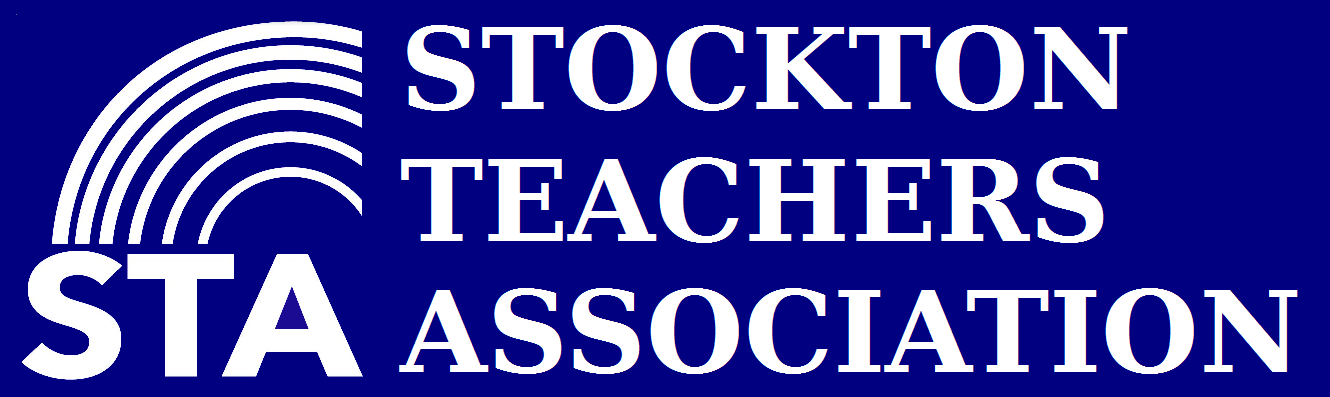 STA
STOCKTON
TEACHERS
ASSOCIATION